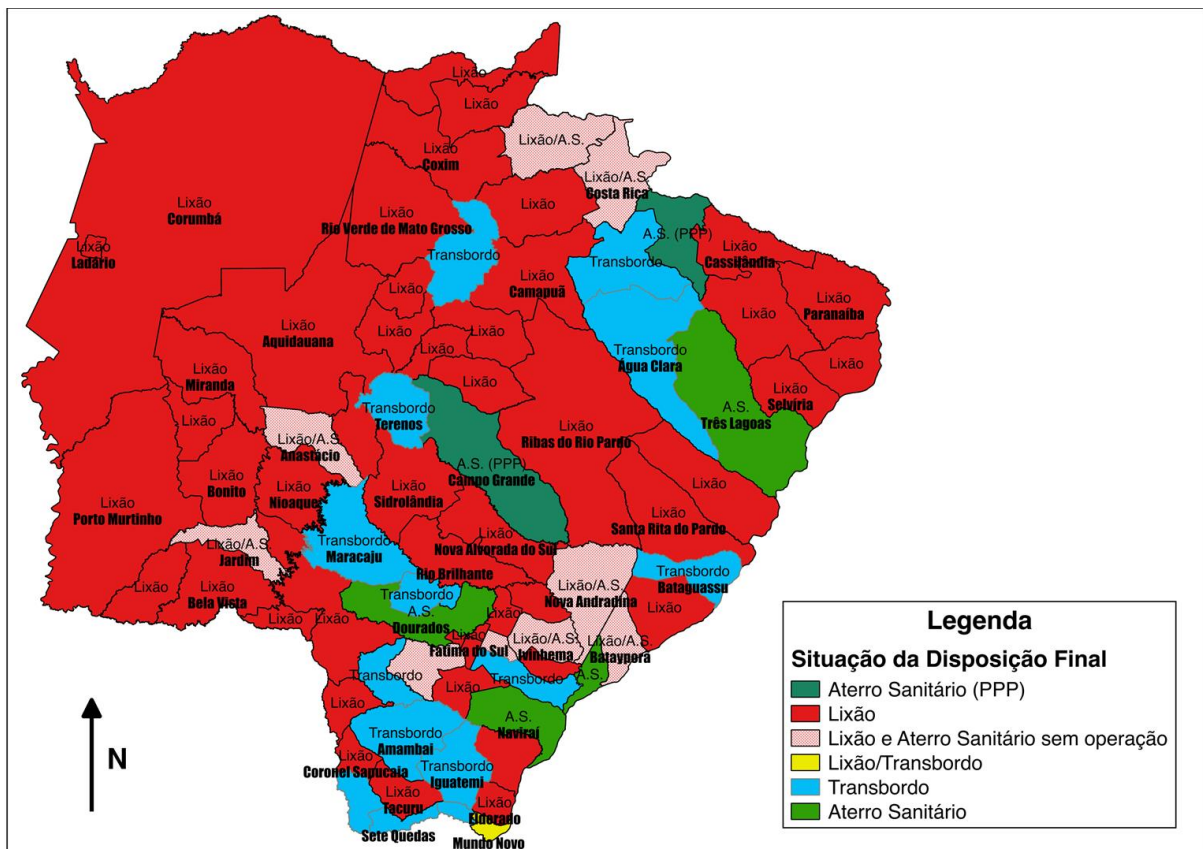 Lixão
Lixão
Lixão/A.S.
Lixão
Coxim
Lixão/A.S.
Costa Rica
Lixão
Corumbá
Lixão
Rio Verde de Mato Grosso
Lixão
A.S. (PPP)
Lixão
Ladário
Transbordo
Transbordo
Lixão
Cassilândia
Lixão
Camapuã
Lixão
Lixão
Lixão
Paranaíba
Lixão
Aquidauana
Lixão
Lixão
Lixão
Transbordo
Água Clara
Lixão
Lixão
Miranda
Lixão
Lixão
Selvíria
Transbordo
Terenos
A.S.
Três Lagoas
Lixão
Lixão/A.S.
Anastácio
Lixão
Ribas do Rio Pardo
Lixão
Bonito
Lixão
Nioaque
Lixão
Sidrolândia
A.S. (PPP)
Campo Grande
Lixão
Lixão
Porto Murtinho
Lixão
Santa Rita do Pardo
Lixão/A.S.
Jardim
Transbordo
Maracaju
Lixão
Nova Alvorada do Sul
Rio Brilhante
Transbordo
Bataguassu
Lixão
Lixão
Bela Vista
Transbordo
Lixão/A.S.
Nova Andradina
Lixão
Lixão
Lixão
A.S.
Dourados
Lixão
Lixão
Fátima do Sul
Lixão/A.S.
Ivinhema
Lixão/A.S.
Batayporã
Transbordo
Lixão
Transbordo
A.S.
Lixão
A.S.
Naviraí
Transbordo
Amambai
Lixão
Coronel Sapucaia
Transbordo
Iguatemi
Lixão
Tacuru
Lixão
Eldorado
Sete Quedas
Mundo Novo
N
Legenda
Situação da Disposição Final
Aterro Sanitário (PPP)
Lixão
Lixão e Aterro Sanitário sem operação
Lixão/Transbordo
Transbordo
Aterro Sanitário